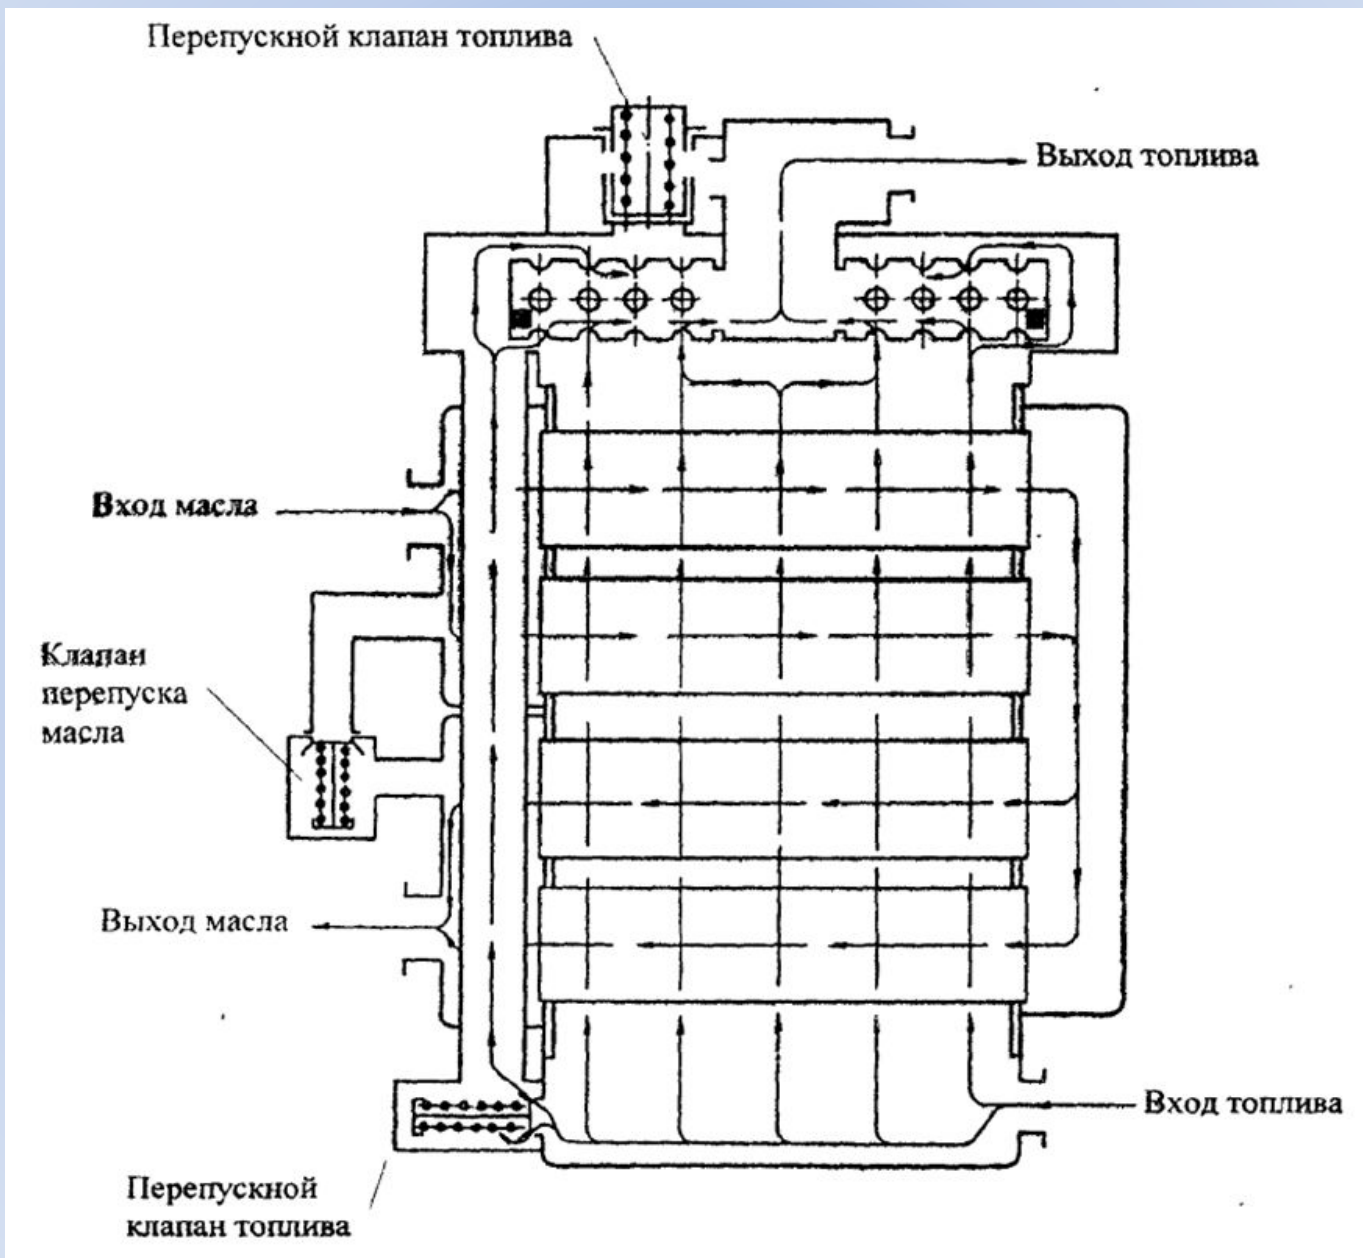 Перепускной клапан топлива
Выход топлива
Вход масла
Клапан
перепуска
масла
Выход масла
Вход топлива
Перепускной
клапан топлива